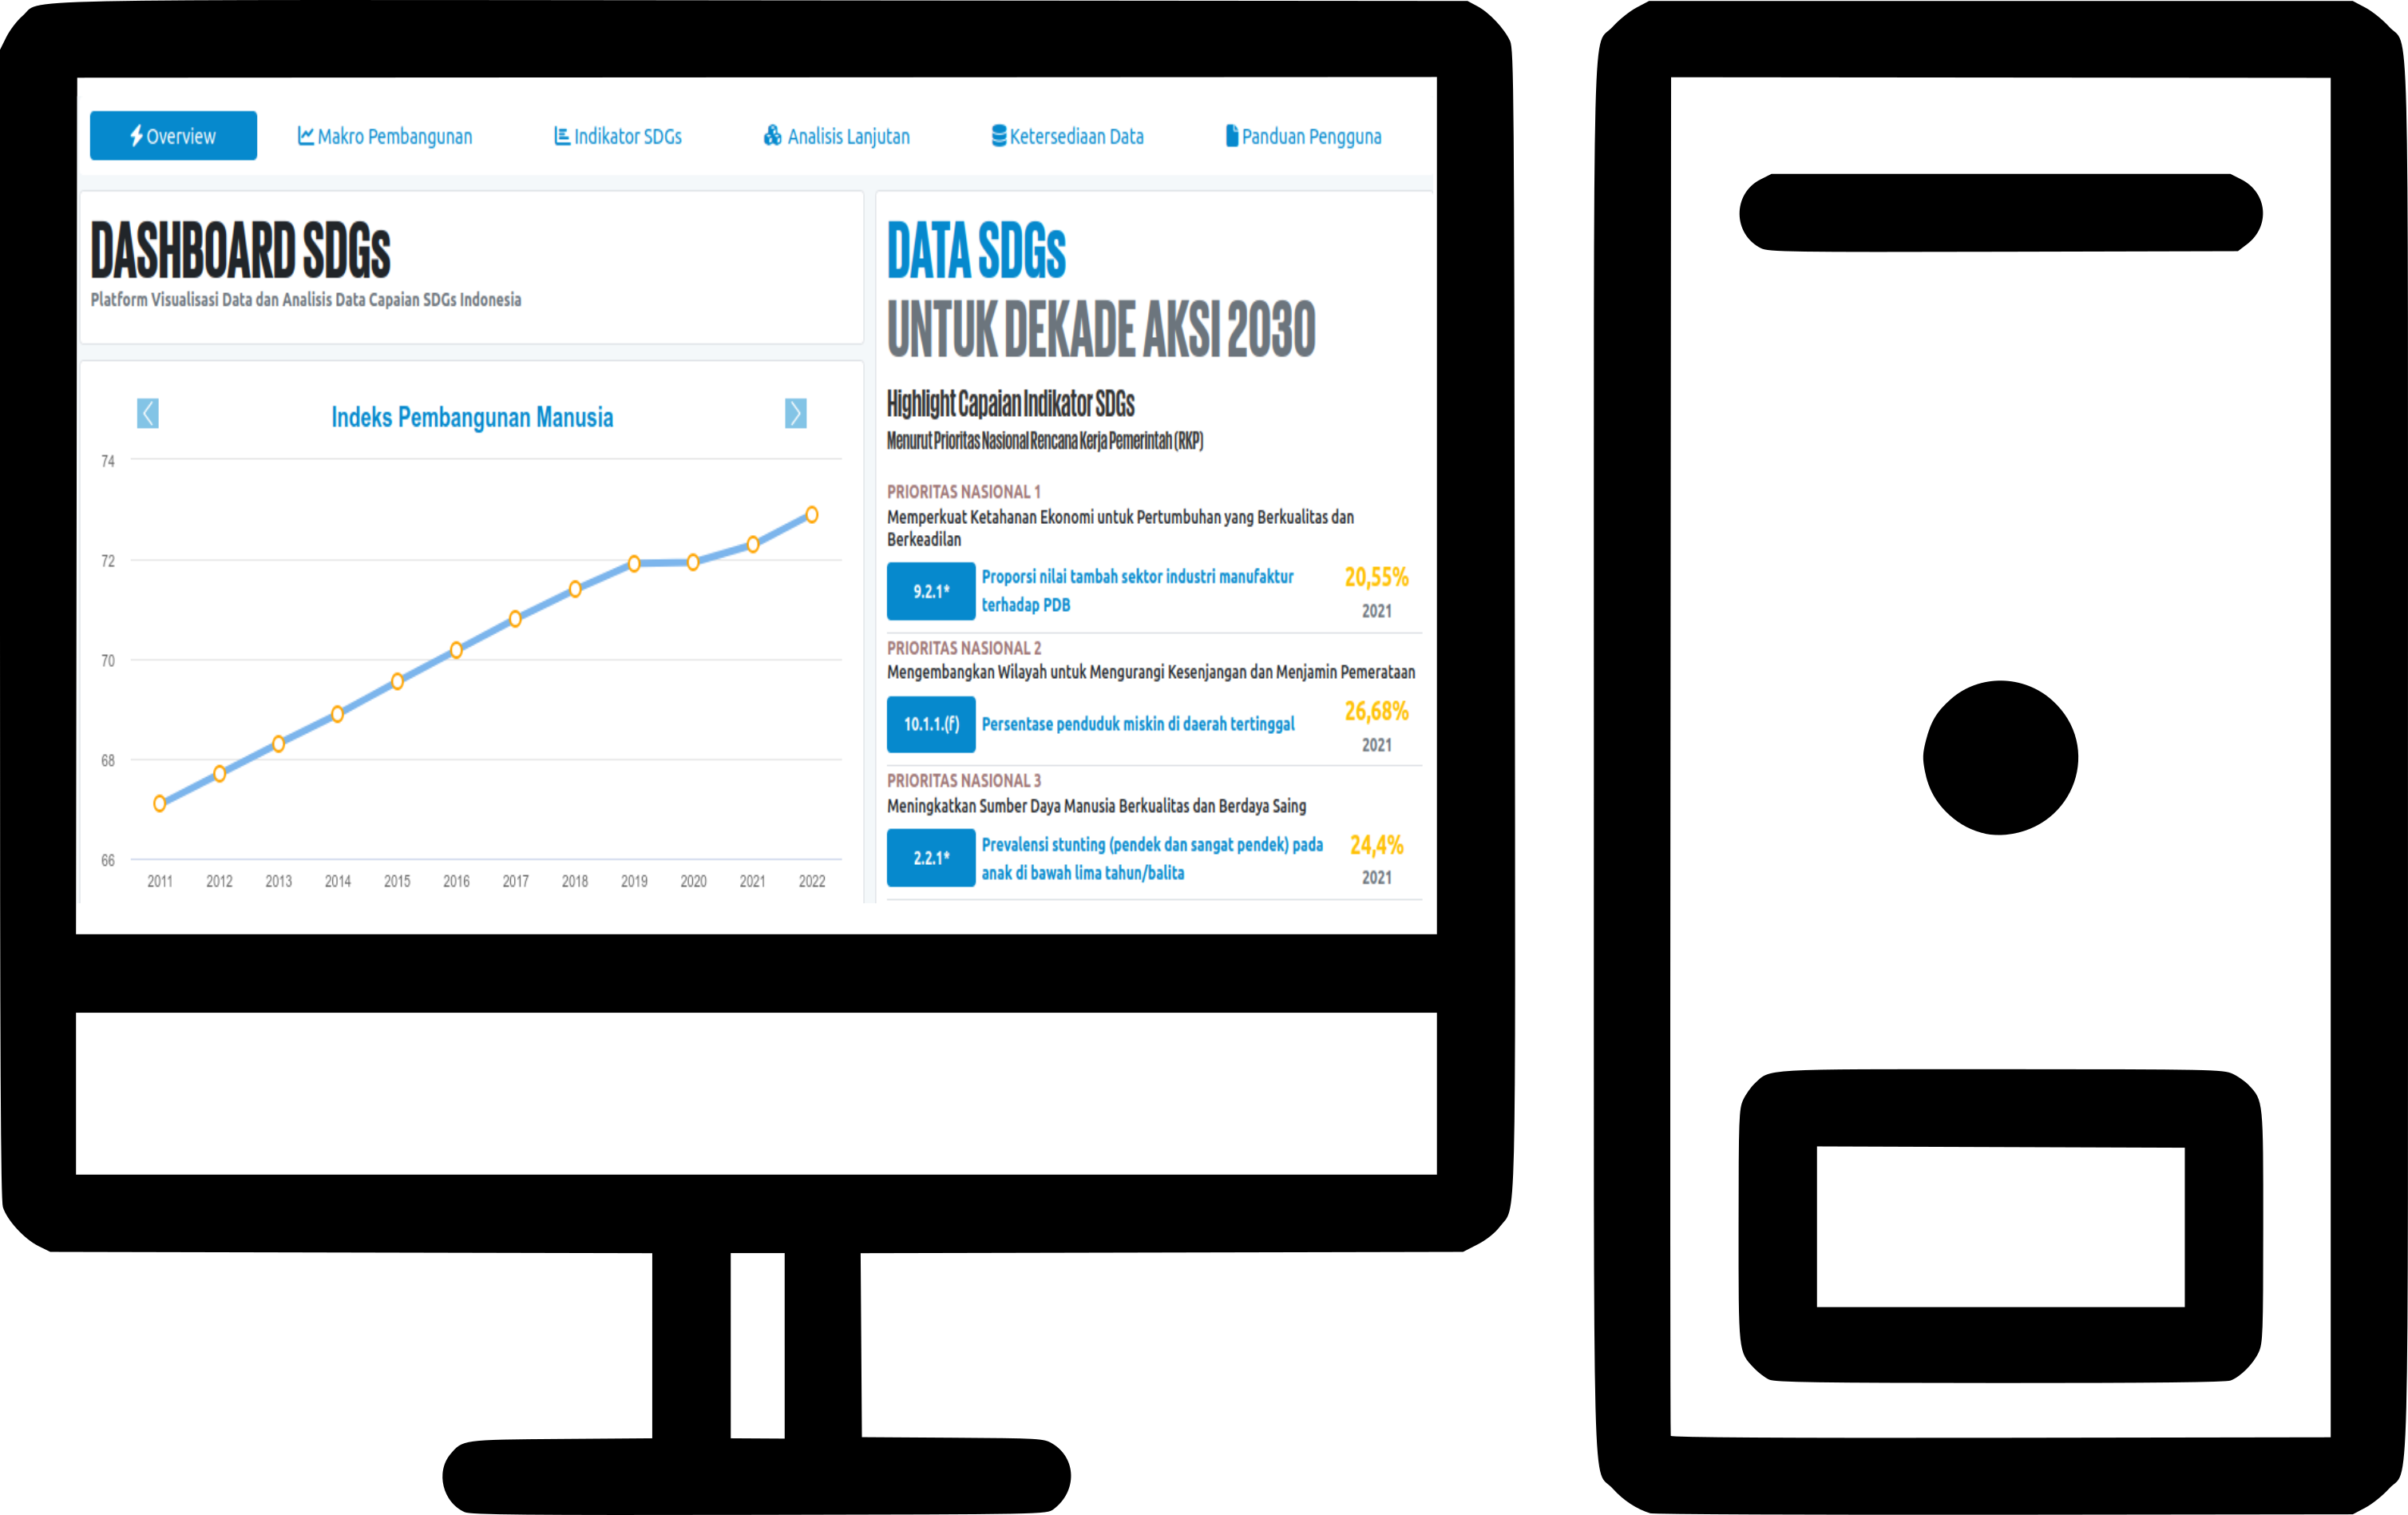 Overview
Makro Pembangunan
Indikator SDGs
Analisis Lanjutan
Ketersediaan Data
Panduan Pengguna
DASHBOARD SDGs
Platform Visualisasi Data dan Analisis Data Capaian SDGs Indonesia
Indeks Pembangunan Manusia
74
72
70
68
66
2011 2012 2013 2014 2015 2016 2017 2018 2019 2020 2021 2022
DATA SDGs
UNTUK DEKADE AKSI 2030
Highlight Capaian Indikator SDGs
Menurut Prioritas Nasional Rencana Kerja Pemerintah (RKP)
PRIORITAS NASIONAL 1
Memperkuat Ketahanan Ekonomi untuk Pertumbuhan yang Berkualitas dan
Berkeadilan
9.2.1*
Proporsi nilai tambah sektor industri manufaktur
terhadap PDB
20,55%
2021
PRIORITAS NASIONAL 2
Mengembangkan Wilayah untuk Mengurangi Kesenjangan dan Menjamin Pemerataan
10.1.1.(f)
Persentase penduduk miskin di daerah tertinggal
26,68%
2021
PRIORITAS NASIONAL 3
Meningkatkan Sumber Daya Manusia Berkualitas dan Berdaya Saing
2.2.1*
Prevalensi stunting (pendek dan sangat pendek) pada
anak di bawah lima tahun/balita
24,4%
2021